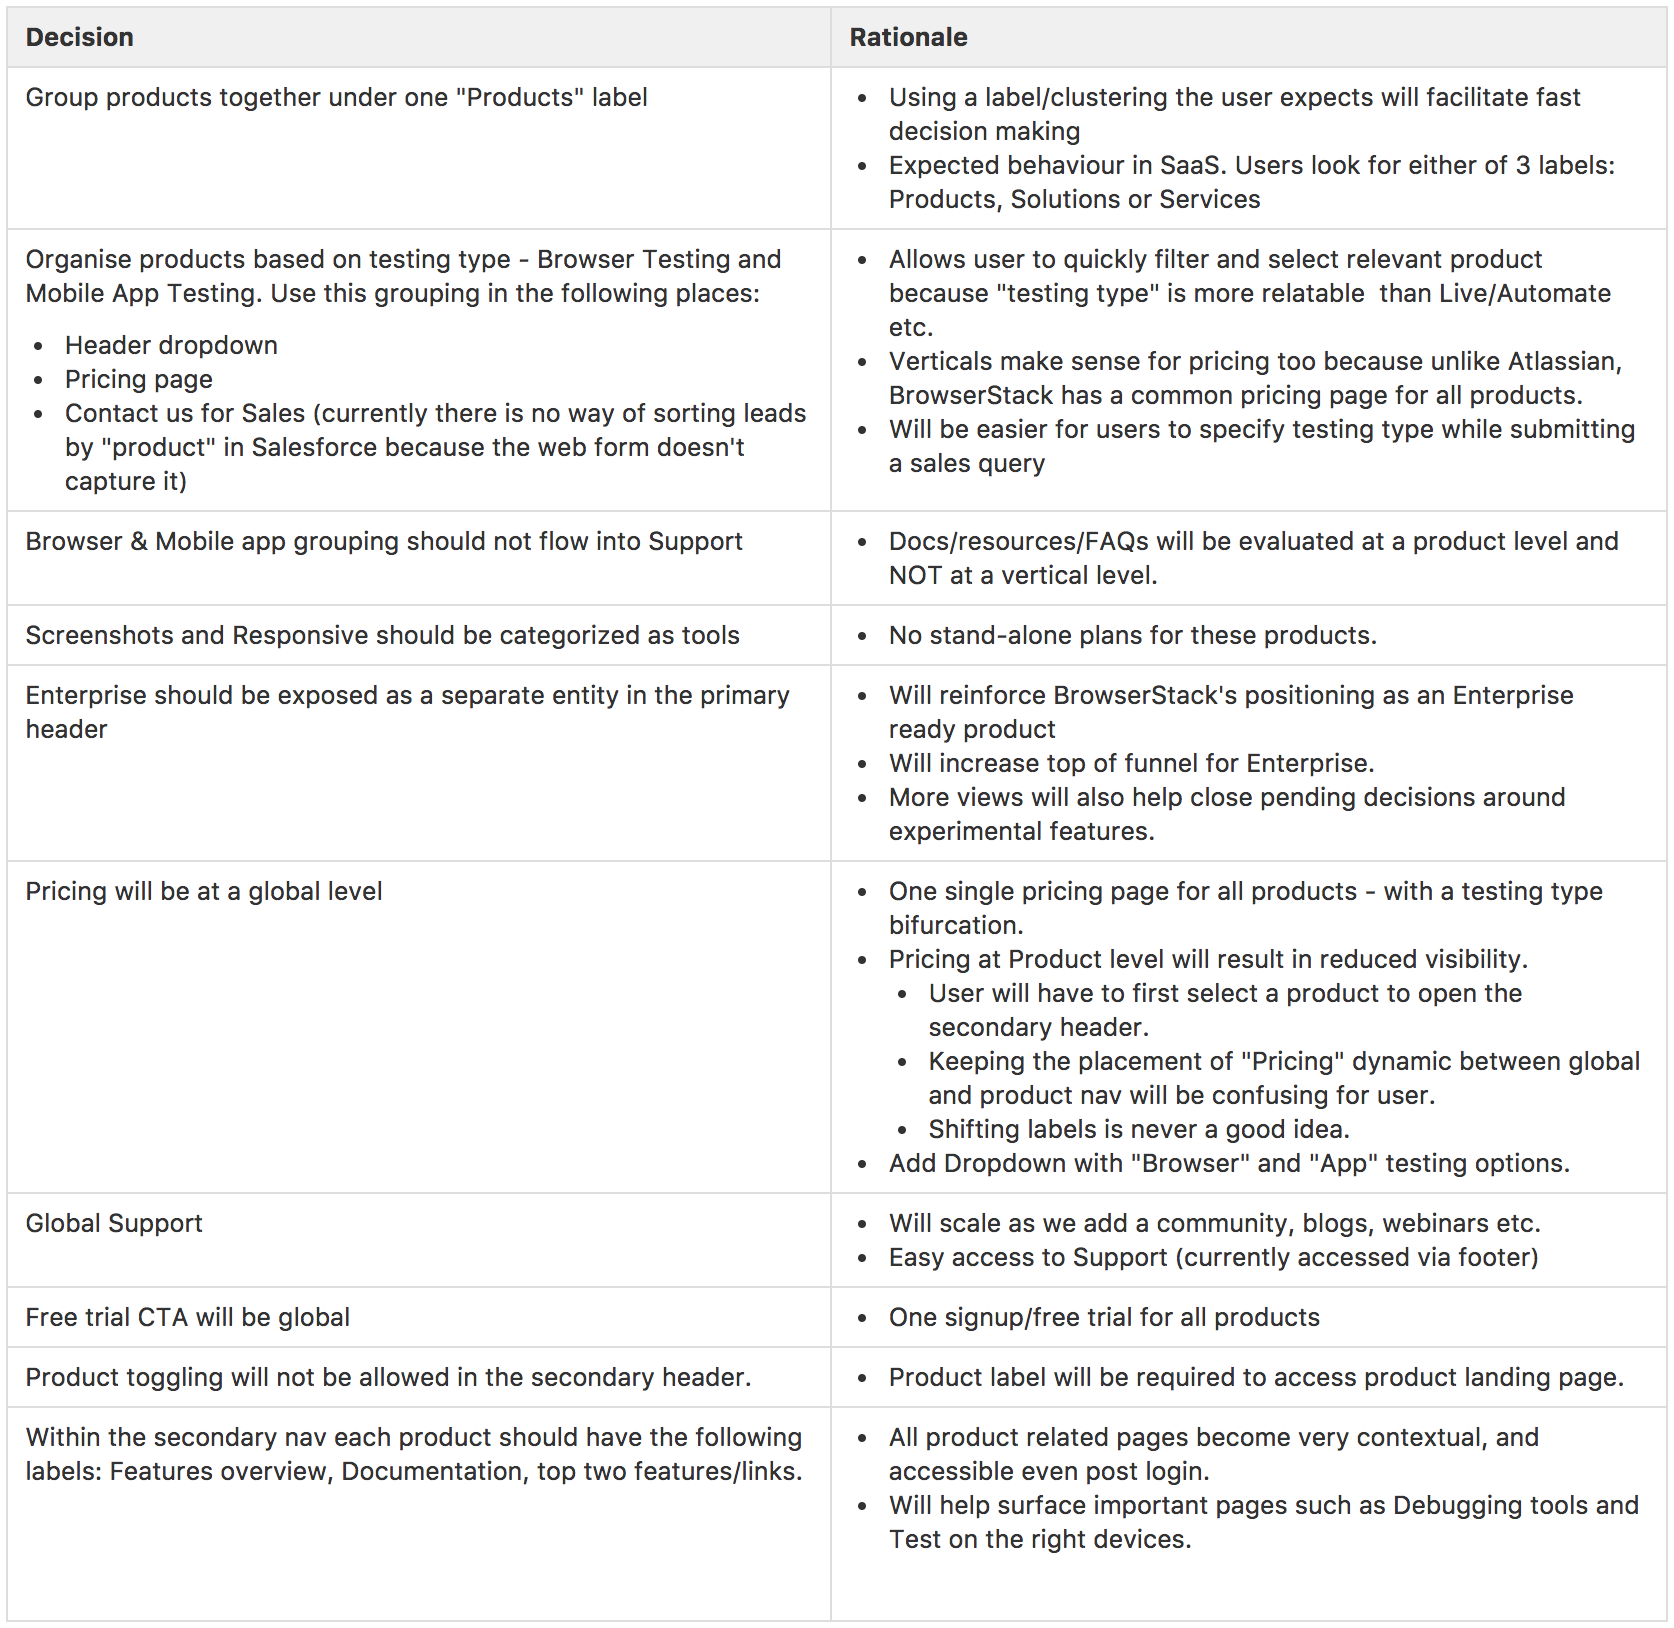 Decision
Rationale
Group products together under one "Products" label
• Using a label/clustering the user expects will facilitate fast
decision making
• Expected behaviour in SaaS. Users look for either of 3 labels:
Products, Solutions or Services
Organise products based on testing type - Browser Testing and
Mobile App Testing. Use this grouping in the following places:
• Header dropdown
• Pricing page
• Contact us for Sales (currently there is no way of sorting leads
by "product" in Salesforce because the web form doesn't
capture it)
• Allows user to quickly filter and select relevant product
because "testing type" is more relatable  than Live/Automate
etc.
• Verticals make sense for pricing too because unlike Atlassian,
BrowserStack has a common pricing page for all products.
• Will be easier for users to specify testing type while submitting
a sales query
Browser & Mobile app grouping should not flow into Support
• Docs/resources/FAQs will be evaluated at a product level and
NOT at a vertical level.
Screenshots and Responsive should be categorized as tools
• No stand-alone plans for these products.
Enterprise should be exposed as a separate entity in the primary
header
• Will reinforce BrowserStack's positioning as an Enterprise
ready product
• Will increase top of funnel for Enterprise.
• More views will also help close pending decisions around
experimental features.
Pricing will be at a global level
• One single pricing page for all products - with a testing type
bifurcation.
• Pricing at Product level will result in reduced visibility.
• User will have to first select a product to open the
secondary header.
• Keeping the placement of "Pricing" dynamic between global
and product nav will be confusing for user.
• Shifting labels is never a good idea.
• Add Dropdown with "Browser" and "App" testing options.
Global Support
• Will scale as we add a community, blogs, webinars etc.
• Easy access to Support (currently accessed via footer)
Free trial CTA will be global
• One signup/free trial for all products
Product toggling will not be allowed in the secondary header.
• Product label will be required to access product landing page.
Within the secondary nav each product should have the following
labels: Features overview, Documentation, top two features/links.
• All product related pages become very contextual, and
accessible even post login.
• Will help surface important pages such as Debugging tools and
Test on the right devices.